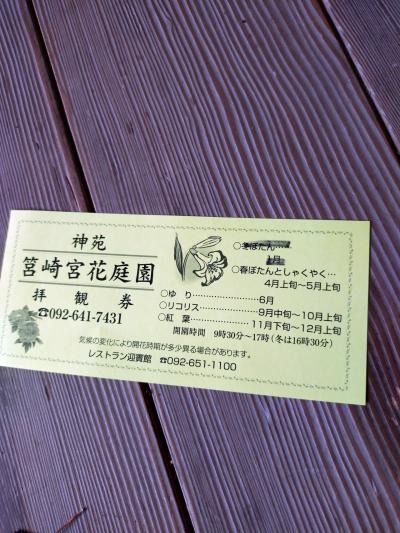 神苑
筥崎宮花庭園
拝観券
☎092-641-7431
○冬ぼたん…
1月
○春ぼたんとしゃくやく…
4月上旬～5月上旬
○ゆり……………………6月
○リコリス……………9月中旬～10月上旬
○紅葉……………11月下旬～12月上旬
開園時間 9時30分～17時(冬は16時30分)
気候の変化により開花時期が多少異る場合があります。
レストラン迎賓館 ☎092-651-1100